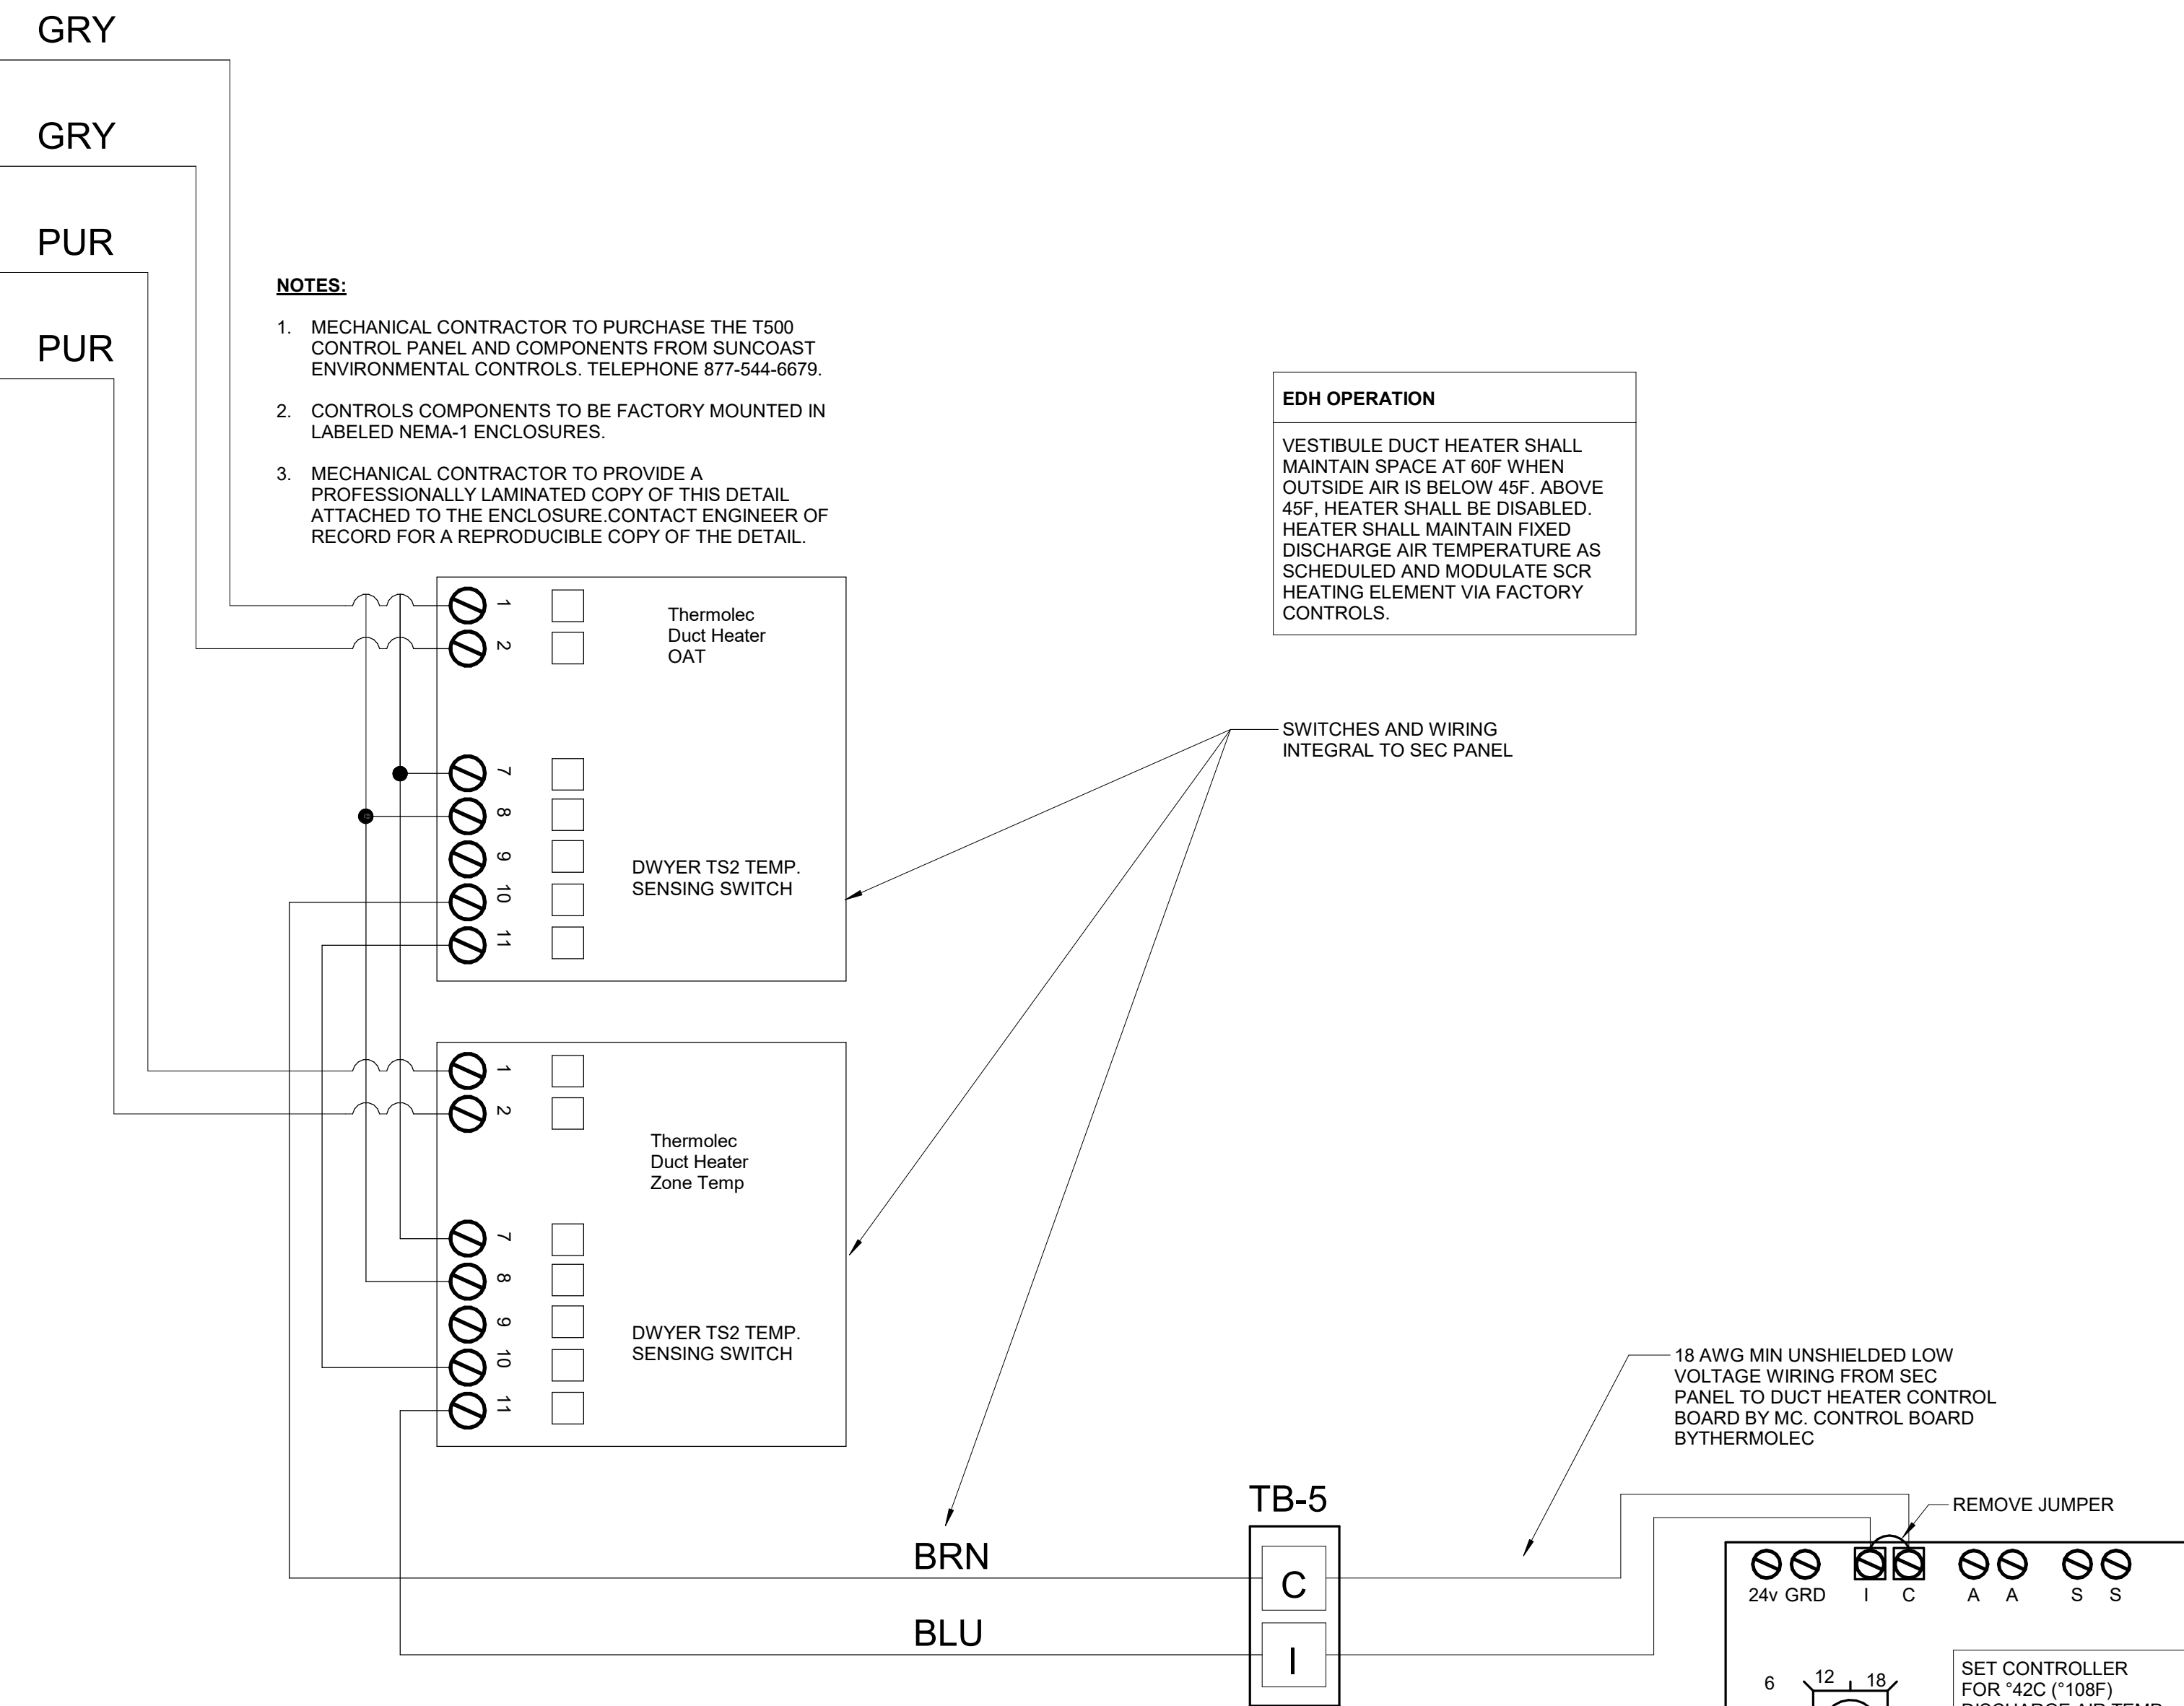 GRY
GRY
PUR
PUR
NOTES:
1. MECHANICAL CONTRACTOR TO PURCHASE THE T500
CONTROL PANEL AND COMPONENTS FROM SUNCOAST
ENVIRONMENTAL CONTROLS. TELEPHONE 877-544-6679.
2. CONTROLS COMPONENTS TO BE FACTORY MOUNTED IN
LABELED NEMA-1 ENCLOSURES.
3. MECHANICAL CONTRACTOR TO PROVIDE A
PROFESSIONALLY LAMINATED COPY OF THIS DETAIL
ATTACHED TO THE ENCLOSURE.CONTACT ENGINEER OF
RECORD FOR A REPRODUCIBLE COPY OF THE DETAIL.
EDH OPERATION
VESTIBULE DUCT HEATER SHALL
MAINTAIN SPACE AT 60F WHEN
OUTSIDE AIR IS BELOW 45F. ABOVE
45F, HEATER SHALL BE DISABLED.
HEATER SHALL MAINTAIN FIXED
DISCHARGE AIR TEMPERATURE AS
SCHEDULED AND MODULATE SCR
HEATING ELEMENT VIA FACTORY
CONTROLS.
1
2
Thermolec
Duct Heater
OAT
7
8
9
10
11
DWYER TS2 TEMP.
SENSING SWITCH
SWITCHES AND WIRING
INTEGRAL TO SEC PANEL
1
2
Thermolec
Duct Heater
Zone Temp
7
8
9
10
11
DWYER TS2 TEMP.
SENSING SWITCH
18 AWG MIN UNSHIELDED LOW
VOLTAGE WIRING FROM SEC
PANEL TO DUCT HEATER CONTROL
BOARD BY MC. CONTROL BOARD
BYTHERMOLEC
TB-5
BRN
C
BLU
I
REMOVE JUMPER
24v GRD I C A A S S
6 12 18
SET CONTROLLER
FOR °42C (°108F)
DISCHARGE AIR TEMP